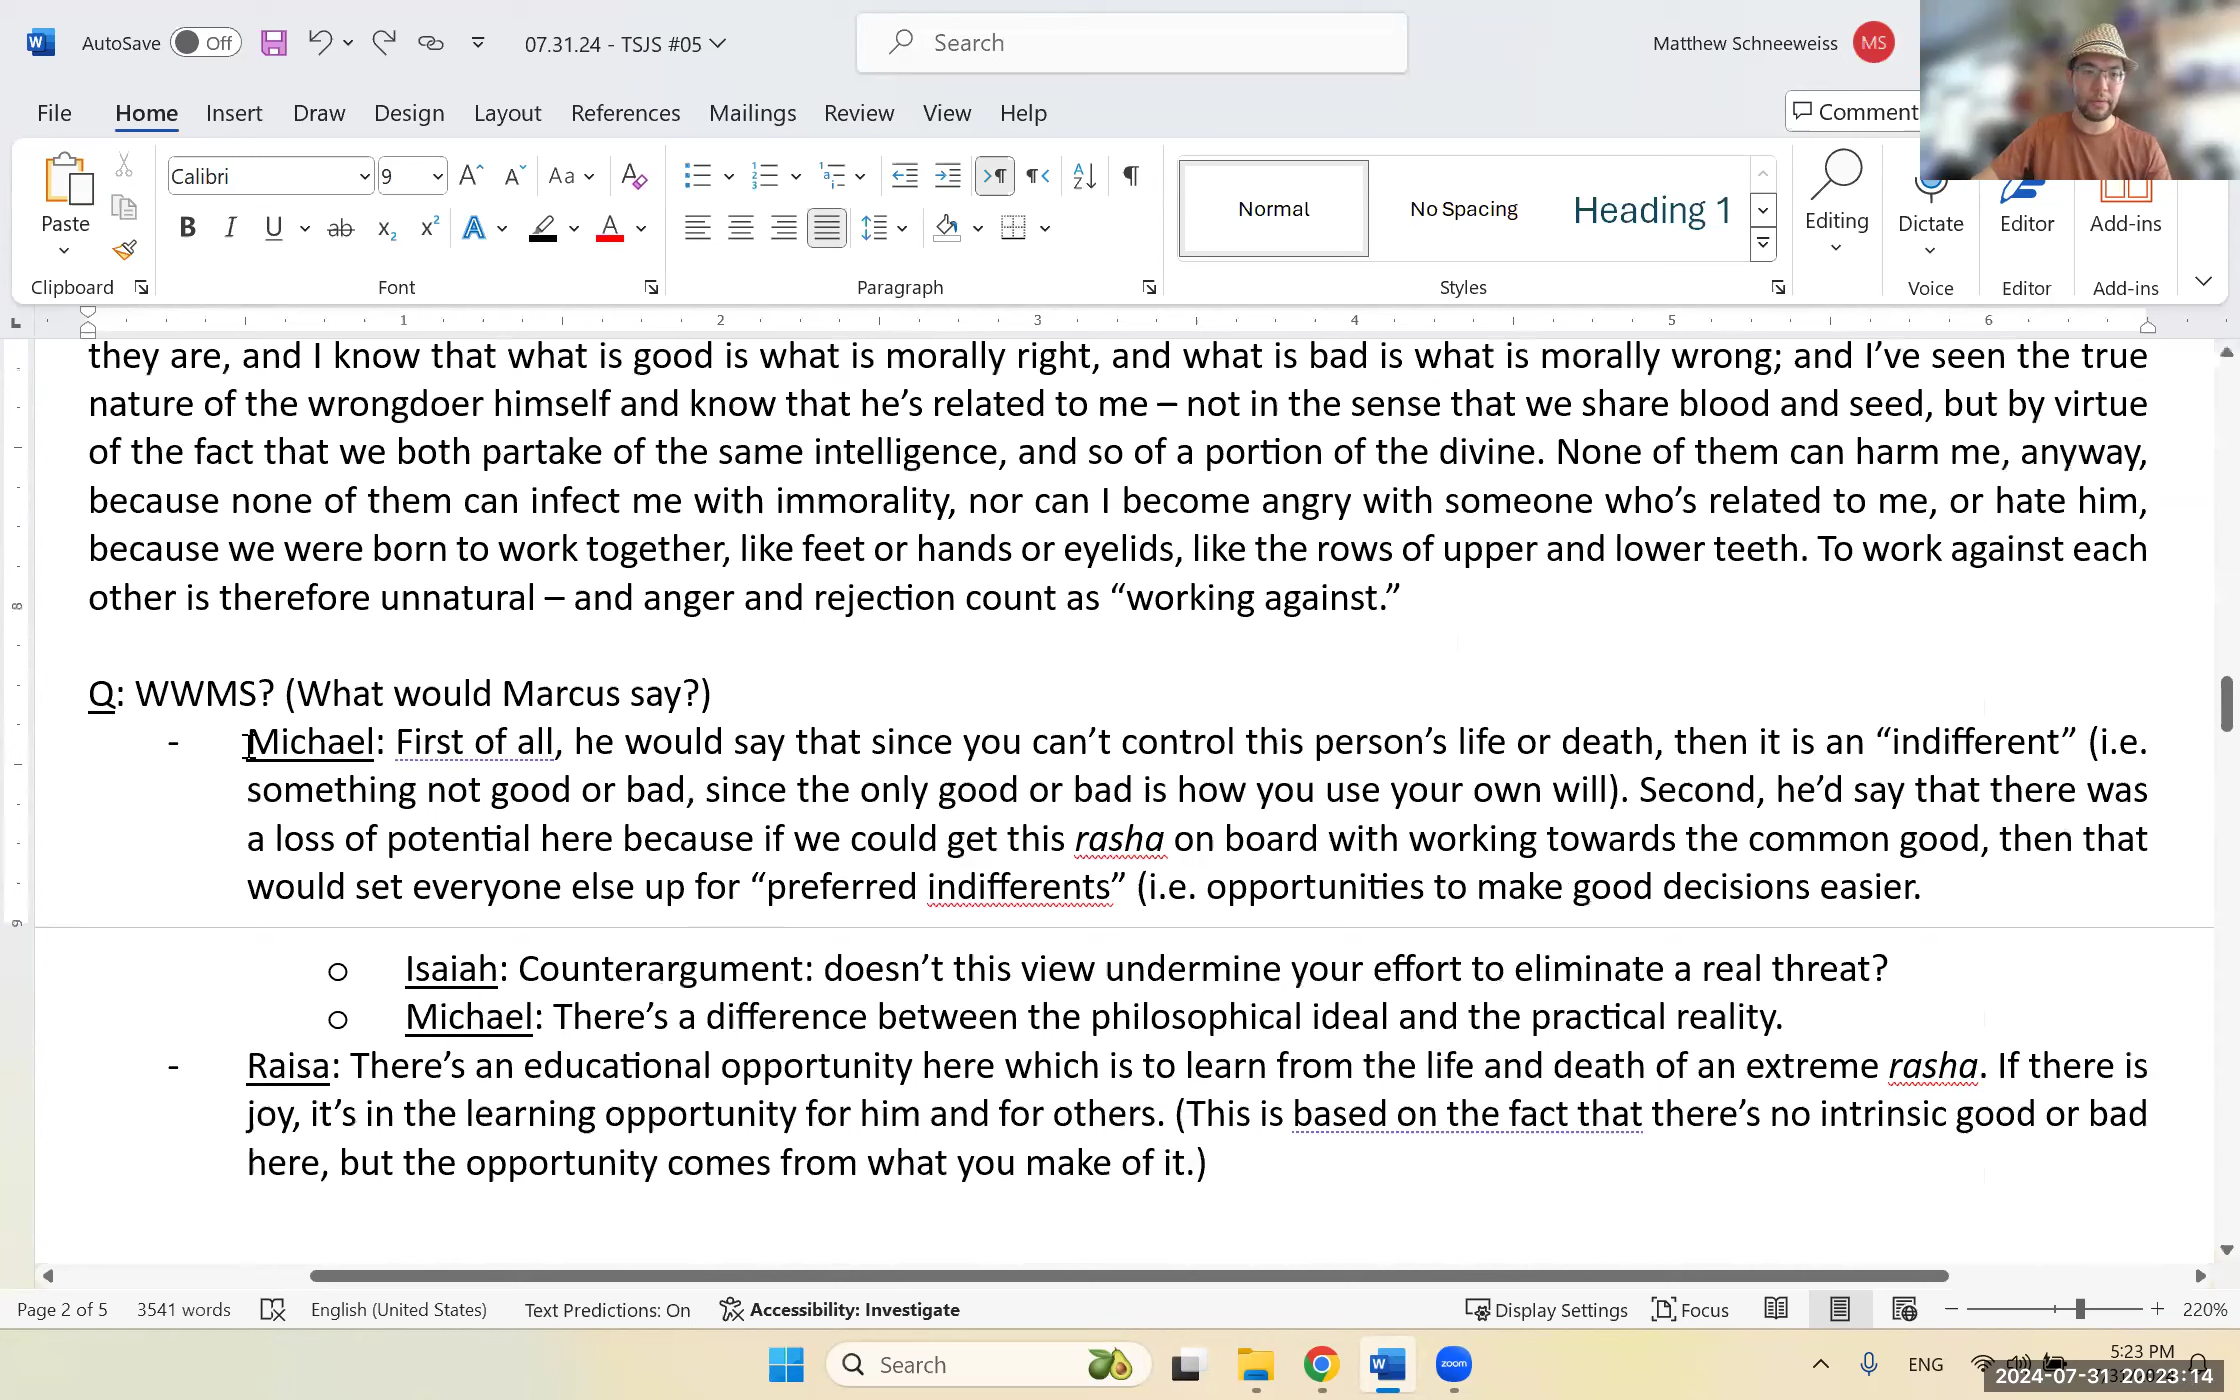 AutoSave Off 07.31.24 - TSJS #05 Search Matthew Schneeweiss MS
File Home Insert Draw Design Layout References Mailings Review View Help Comment
Paste Calibri 9 Normal No Spacing Heading 1 Editing Dictate Editor Add-ins
Clipboard Font Paragraph Styles Voice Editor Add-ins
1 2 3 4 5 6
they are, and I know that what is good is what is morally right, and what is bad is what is morally wrong; and I’ve seen the true
nature of the wrongdoer himself and know that he’s related to me – not in the sense that we share blood and seed, but by virtue
of the fact that we both partake of the same intelligence, and so of a portion of the divine. None of them can harm me, anyway,
because none of them can infect me with immorality, nor can I become angry with someone who’s related to me, or hate him,
because we were born to work together, like feet or hands or eyelids, like the rows of upper and lower teeth. To work against each
other is therefore unnatural – and anger and rejection count as “working against.”
Q: WWMS? (What would Marcus say?)
- Michael: First of all, he would say that since you can’t control this person’s life or death, then it is an “indifferent” (i.e.
something not good or bad, since the only good or bad is how you use your own will). Second, he’d say that there was
a loss of potential here because if we could get this rasha on board with working towards the common good, then that
would set everyone else up for “preferred indifferents” (i.e. opportunities to make good decisions easier.
o Isaiah: Counterargument: doesn’t this view undermine your effort to eliminate a real threat?
o Michael: There’s a difference between the philosophical ideal and the practical reality.
- Raisa: There’s an educational opportunity here which is to learn from the life and death of an extreme rasha. If there is
joy, it’s in the learning opportunity for him and for others. (This is based on the fact that there’s no intrinsic good or bad
here, but the opportunity comes from what you make of it.)
Page 2 of 5 3541 words English (United States) Text Predictions: On Accessibility: Investigate Display Settings Focus 220%
Search zoom ENG 5:23 PM
2024-07-31 20:23:14